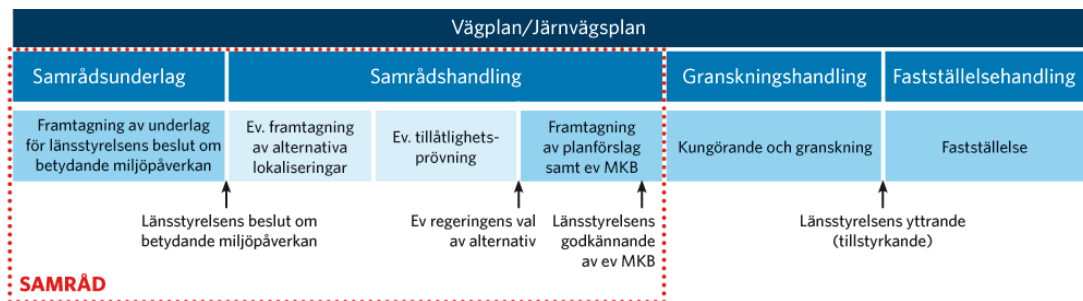 Vägplan/Järnvägsplan
Samrådsunderlag
Samrådshandling
Granskningshandling
Fastställelsehandling
Framtagning av underlag
för länsstyrelsens beslut om
betydande miljöpåverkan
Ev. framtagning
av alternativa
lokaliseringar
Ev. tillåtlighets-
prövning
Framtagning
av planförslag
samt ev MKB
Kungörande och granskning
Fastställelse
Länsstyrelsens beslut om
betydande miljöpåverkan
Ev regeringens val
av alternativ
Länsstyrelsens
godkännande
av ev MKB
Länsstyrelsens yttrande
(tillstyrkande)
SAMRÅD